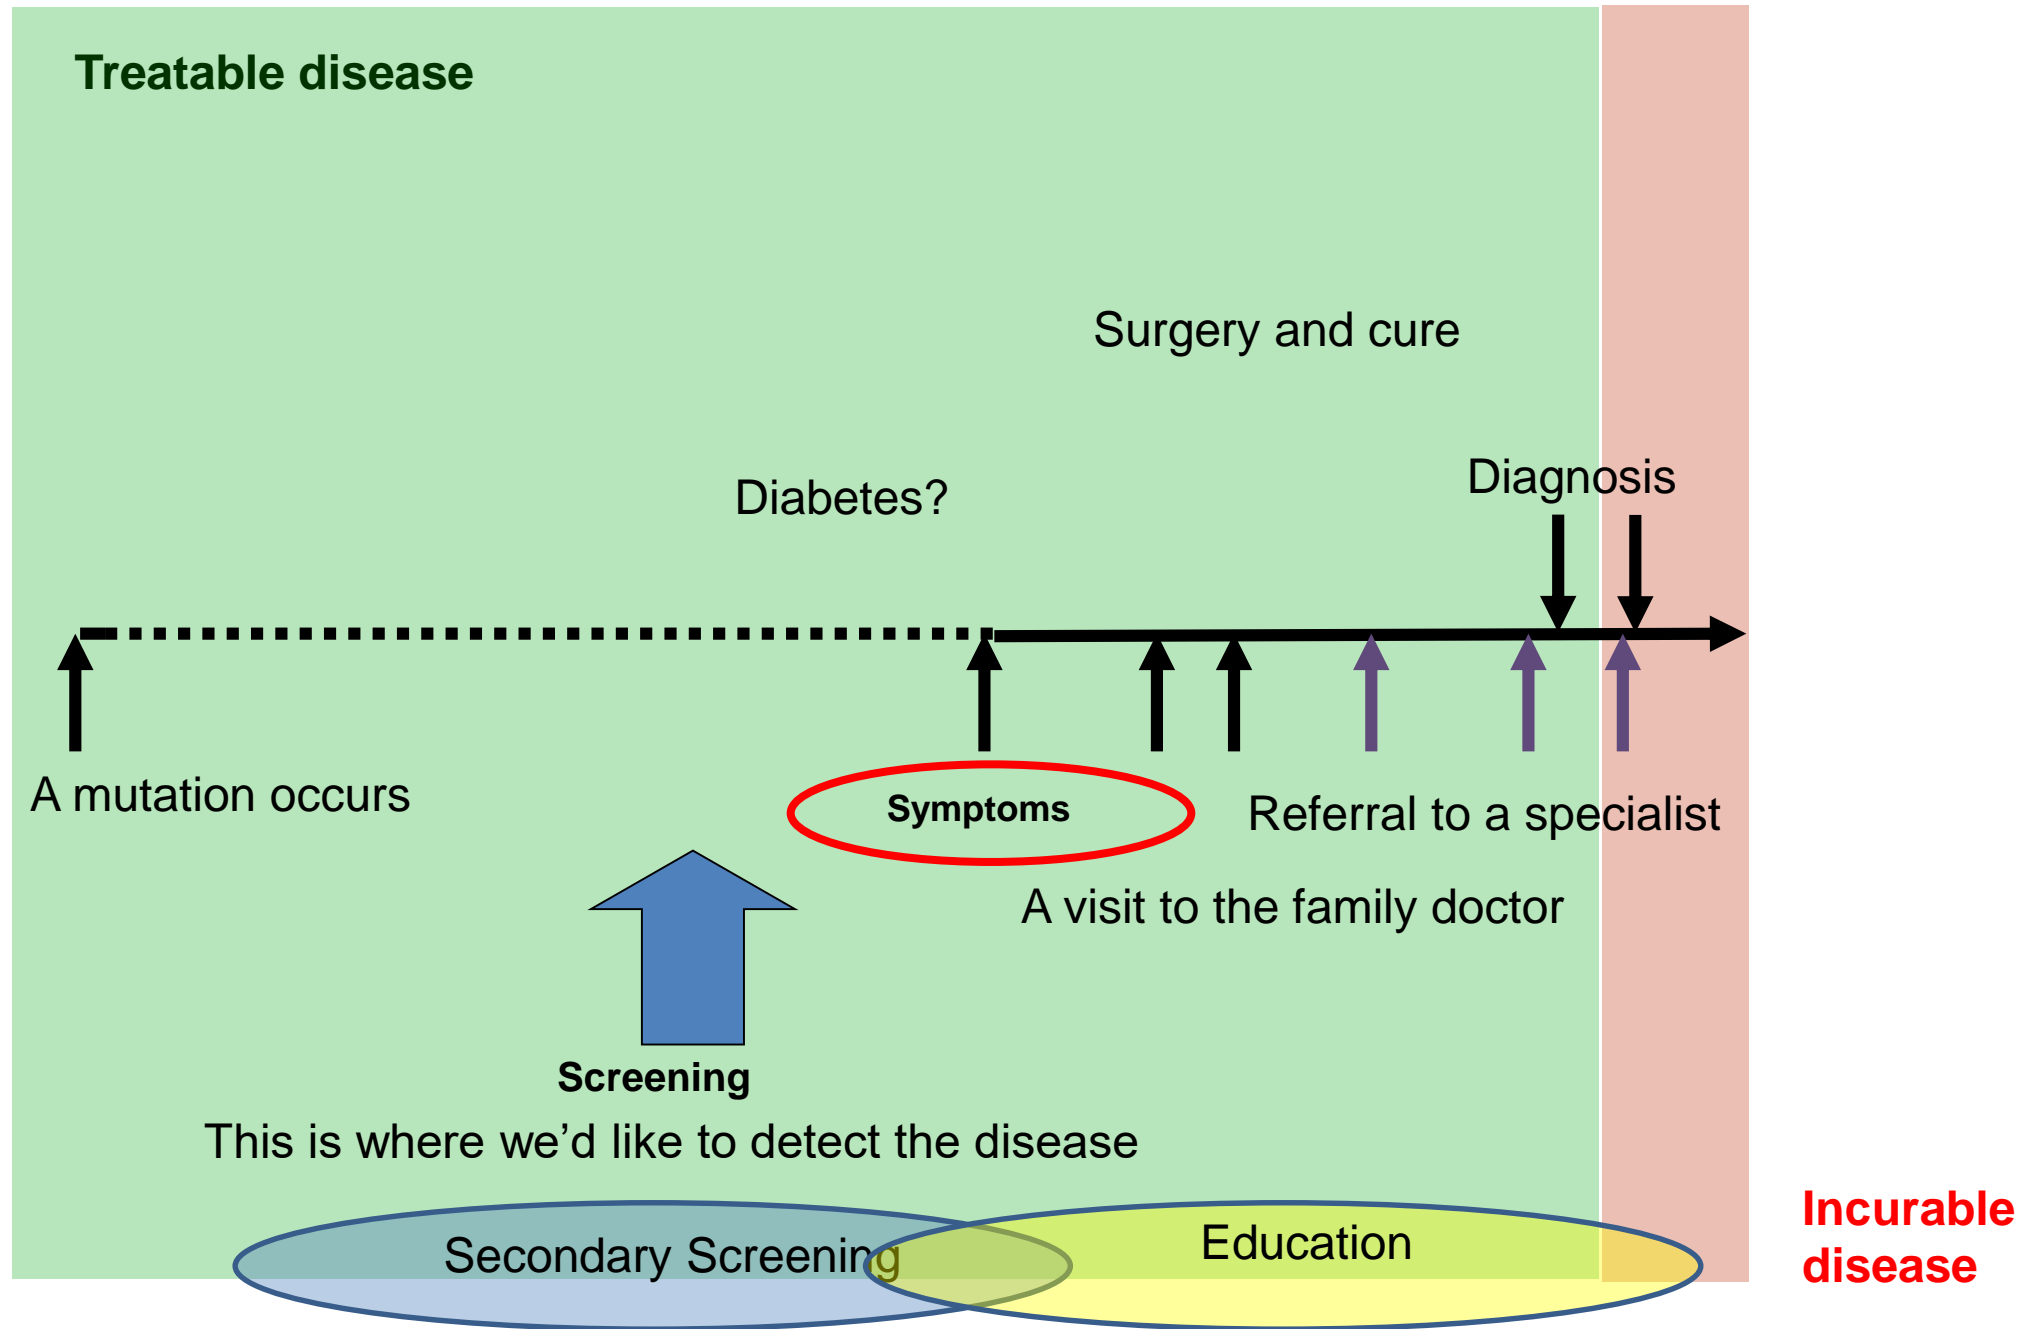 Treatable disease
Surgery and cure
Diagnosis
Diabetes?
A mutation occurs
Symptoms
Referral to a specialist
A visit to the family doctor
Screening
This is where we’d like to detect the disease
Secondary Screening
Education
Incurable
disease